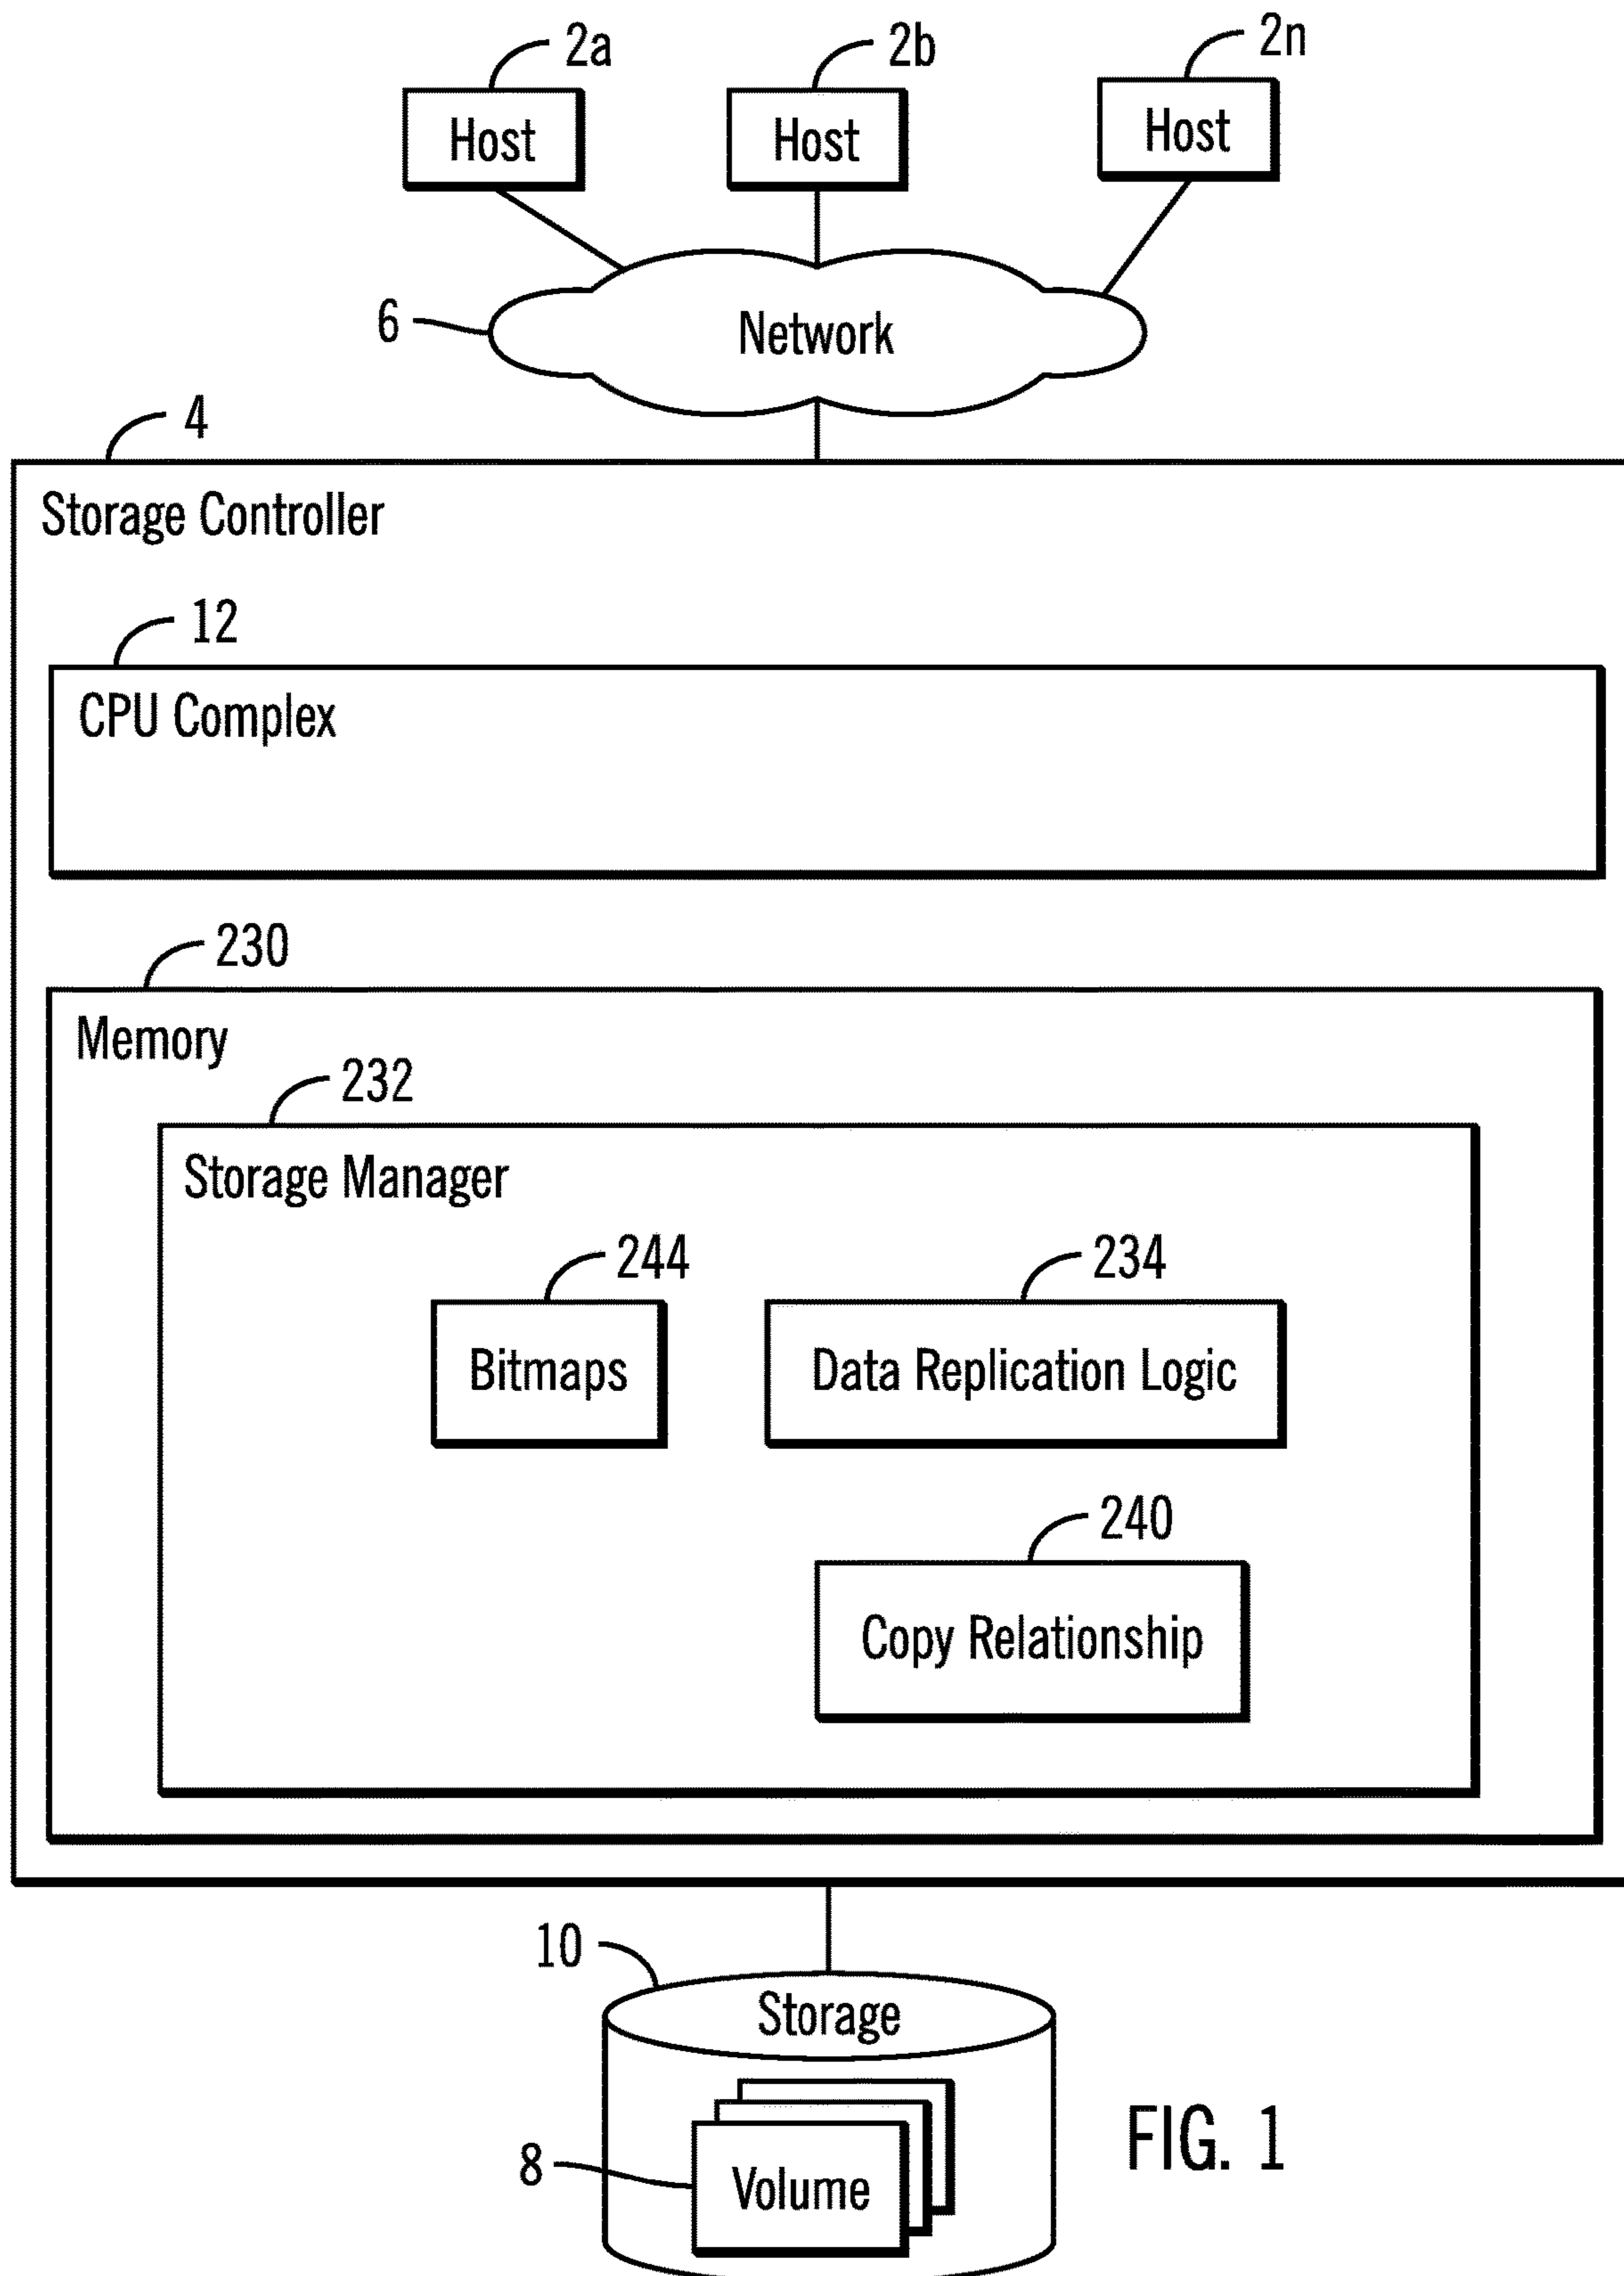 2a
2b
2n
Host
Host
Host
6
Network
4
Storage Controller
12
CPU Complex
230
Memory
232
Storage Manager
244
234
Bitmaps
Data Replication Logic
240
Copy Relationship
10
Storage
8
Volume
FIG. 1